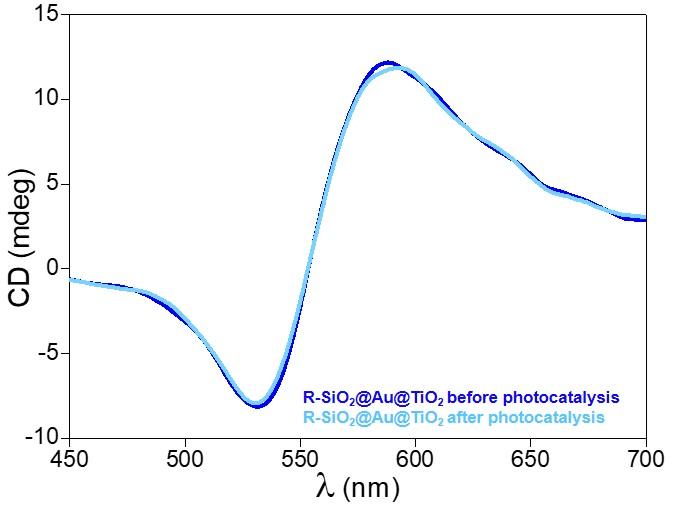 15
10
5
0
-5
-10
CD (mdeg)
R-SiO₂@Au@TiO₂ before photocatalysis
R-SiO₂@Au@TiO₂ after photocatalysis
450 500 550 600 650 700
λ (nm)